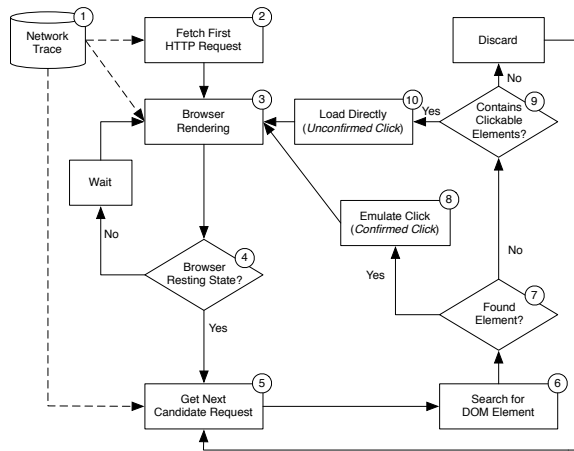 1
Network
Trace
2
Fetch First
HTTP Request
Discard
3
Browser
Rendering
10
Load Directly
(Unconfirmed Click)
Yes
No
9
Contains
Clickable
Elements?
Wait
8
Emulate Click
(Confirmed Click)
No
4
Browser
Resting State?
Yes
No
7
Found
Element?
Yes
5
Get Next
Candidate Request
6
Search for
DOM Element